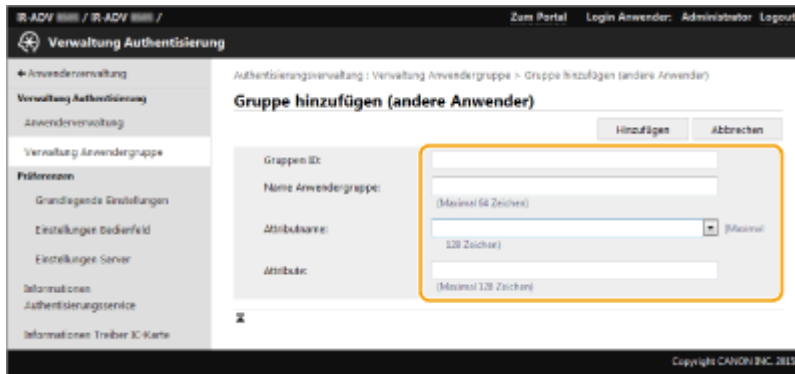 iR-ADV / iR-ADV /
Zum Portal Login Anwender: Administrator Logout
Verwaltung Authentisierung
Anwenderverwaltung
Authentisierungsverwaltung : Verwaltung Anwendergruppe > Gruppe hinzufügen (andere Anwender)
Verwaltung Authentisierung
Gruppe hinzufügen (andere Anwender)
Anwenderverwaltung
Hinzufügen Abbrechen
Verwaltung Anwendergruppe
Gruppen ID:
Präferenzen
Name Anwendergruppe:
(Maximal 64 Zeichen)
Grundlegende Einstellungen
Attributname:
(Maximal
128 Zeichen)
Einstellungen Bedienfeld
Einstellungen Server
Attribute:
(Maximal 128 Zeichen)
Informationen
Authentisierungsservice
Informationen Treiber IC-Karte
Copyright CANON INC. 2015